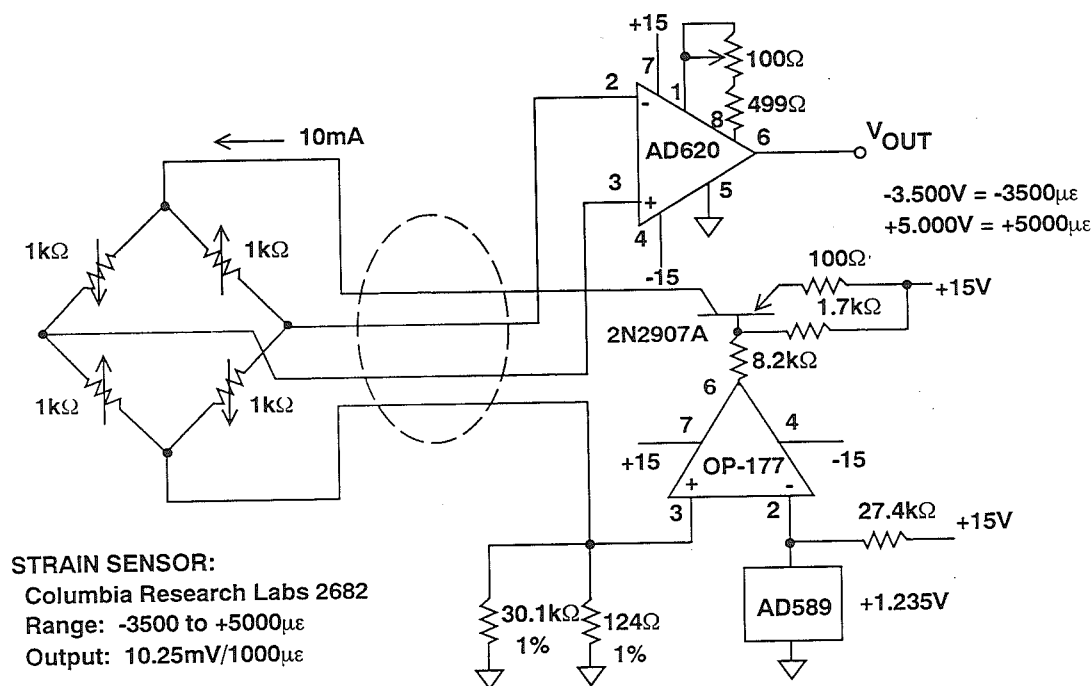 +15
7
1
100Ω
499Ω
2
-
8
6
AD620
VOUT
10mA
3
+
5
4
-15
-3.500V = -3500µε
+5.000V = +5000µε
1kΩ
1kΩ
1kΩ
1kΩ
100Ω
1.7kΩ
+15V
2N2907A
8.2kΩ
6
7
4
+15
-15
OP-177
+
-
3
2
27.4kΩ
+15V
AD589
+1.235V
30.1kΩ
1%
124Ω
1%
STRAIN SENSOR:
Columbia Research Labs 2682
Range: -3500 to +5000µε
Output: 10.25mV/1000µε